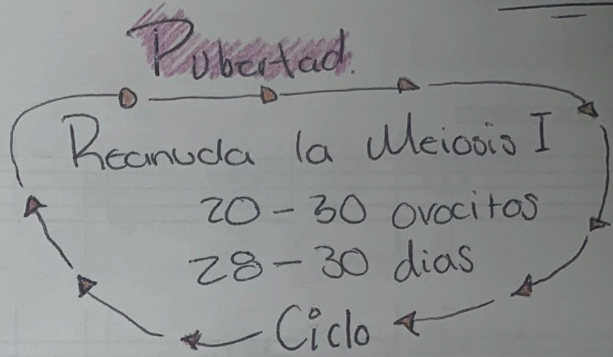 Pubertad.
Reanuda la Meiosis I
20 - 30 ovocitos
28 - 30 dias
Ciclo